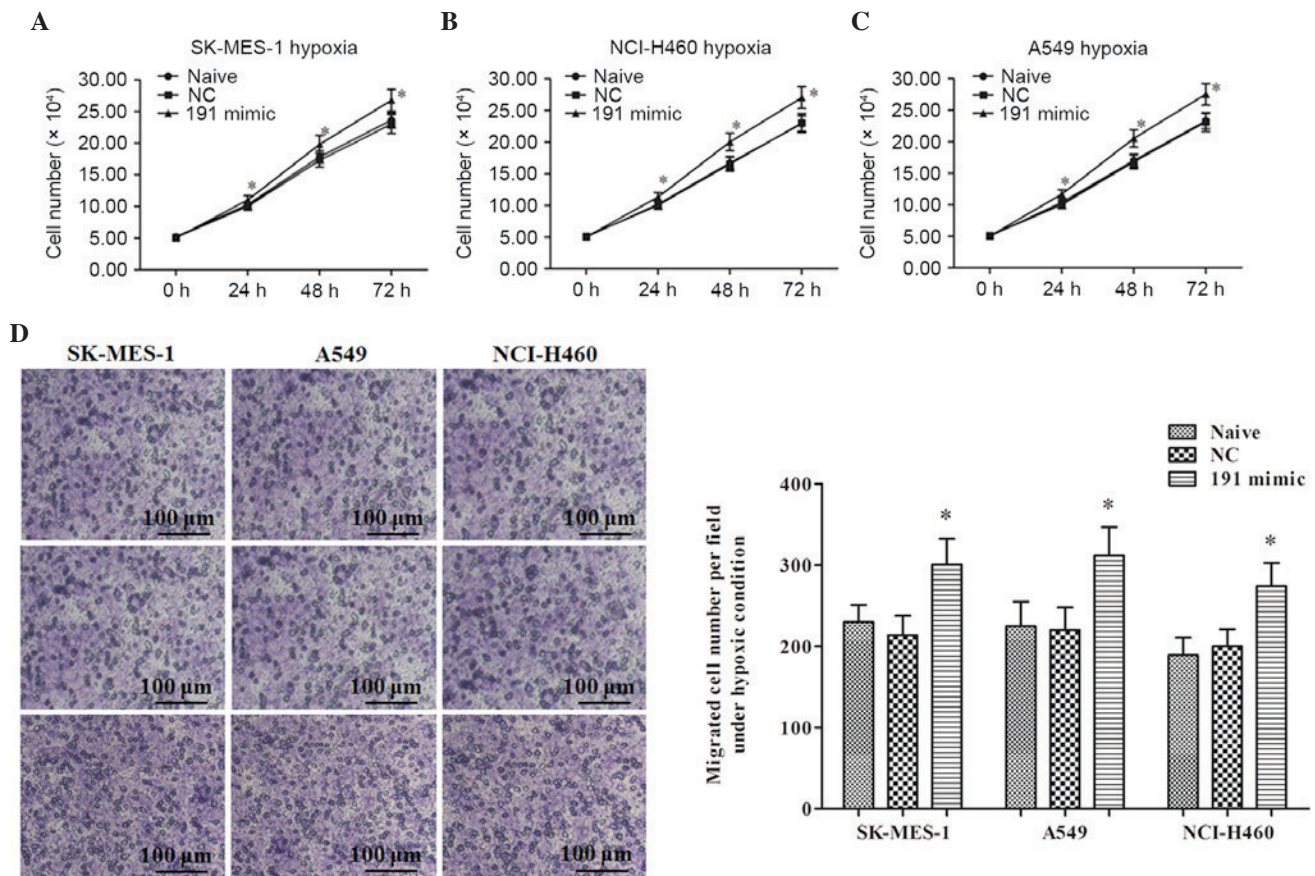 A
SK-MES-1 hypoxia
Cell number (× 10⁴)
30.00
25.00
20.00
15.00
10.00
5.00
0.00
Naive
NC
191 mimic
*
*
*
0 h 24 h 48 h 72 h
B
NCI-H460 hypoxia
Cell number (× 10⁴)
30.00
25.00
20.00
15.00
10.00
5.00
0.00
Naive
NC
191 mimic
*
*
*
0 h 24 h 48 h 72 h
C
A549 hypoxia
Cell number (× 10⁴)
30.00
25.00
20.00
15.00
10.00
5.00
0.00
Naive
NC
191 mimic
*
*
*
0 h 24 h 48 h 72 h
D
SK-MES-1 A549 NCI-H460
100 µm 100 µm 100 µm
100 µm 100 µm 100 µm
100 µm 100 µm 100 µm
Naive
NC
191 mimic
Migrated cell number per field
under hypoxic condition
400
300
200
100
0
* * *
SK-MES-1 A549 NCI-H460